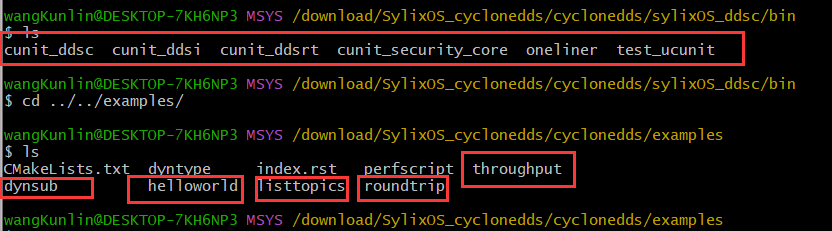 wangKunlin@DESKTOP-7KH6NP3 MSYS /download/SylixOS_cyclonedds/cyclonedds/sylixOS_ddsc/bin
$ ls
cunit_ddsc cunit_ddsi cunit_ddsrt cunit_security_core oneliner test_ucunit
wangKunlin@DESKTOP-7KH6NP3 MSYS /download/SylixOS_cyclonedds/cyclonedds/sylixOS_ddsc/bin
$ cd ../../examples/
wangKunlin@DESKTOP-7KH6NP3 MSYS /download/SylixOS_cyclonedds/cyclonedds/examples
$ ls
CMakeLists.txt dyntype index.rst perfscript throughput
dynsub helloworld listtopics roundtrip
wangKunlin@DESKTOP-7KH6NP3 MSYS /download/SylixOS_cyclonedds/cyclonedds/examples